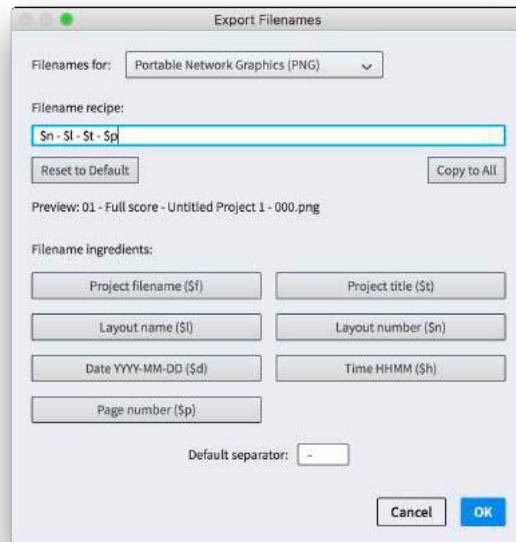 Export Filenames
Filenames for: Portable Network Graphics (PNG)
Filename recipe:
$n - $l - $t - $p
Reset to Default Copy to All
Preview: 01 - Full score - Untitled Project 1 - 000.png
Filename ingredients:
Project filename ($f) Project title ($t)
Layout name ($l) Layout number ($n)
Date YYYY-MM-DD ($d) Time HHMM ($h)
Page number ($p)
Default separator: -
Cancel OK